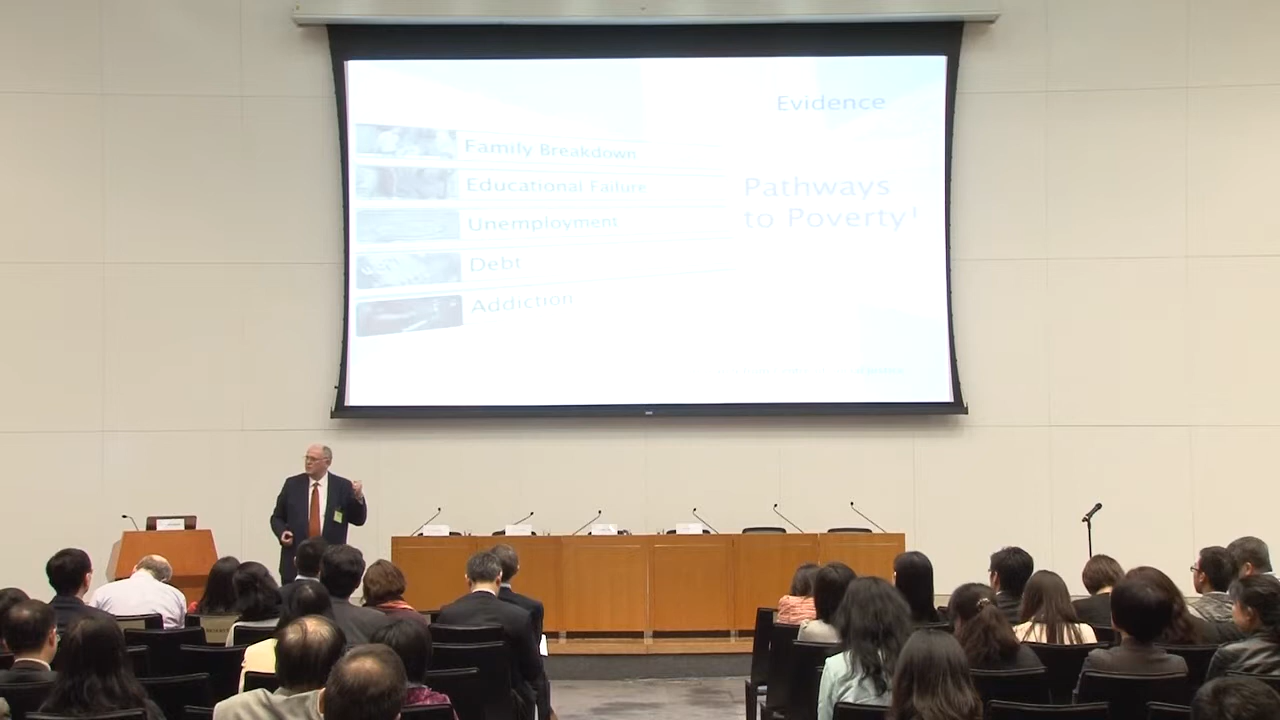 Evidence
Family Breakdown
Educational Failure
Unemployment
Debt
Addiction
Pathways
to Poverty